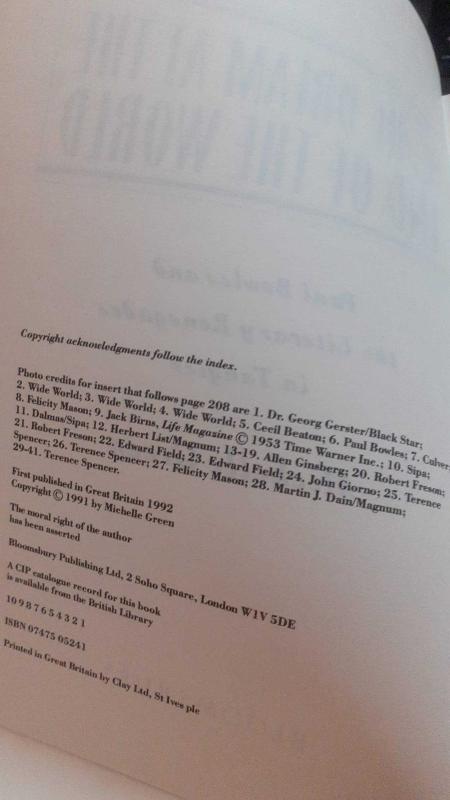 Copyright acknowledgments follow the index.
Photo credits for insert that follows page 208 are 1. Dr. Georg Gerster/Black Star;
2. Wide World; 3. Wide World; 4. Wide World; 5. Cecil Beaton; 6. Paul Bowles; 7. Culver;
8. Felicity Mason; 9. Jack Birns, Life Magazine © 1953 Time Warner Inc.; 10. Sipa;
11. Dalmas/Sipa; 12. Herbert List/Magnum; 13-19. Allen Ginsberg; 20. Robert Freson;
21. Robert Freson; 22. Edward Field; 23. Edward Field; 24. John Giorno; 25. Terence
Spencer; 26. Terence Spencer; 27. Felicity Mason; 28. Martin J. Dain/Magnum;
29-41. Terence Spencer.
First published in Great Britain 1992
Copyright © 1991 by Michelle Green
The moral right of the author
has been asserted
Bloomsbury Publishing Ltd, 2 Soho Square, London W1V 5DE
A CIP catalogue record for this book
is available from the British Library
10 9 8 7 6 5 4 3 2 1
ISBN 07475 05241
Printed in Great Britain by Clay Ltd, St Ives plc